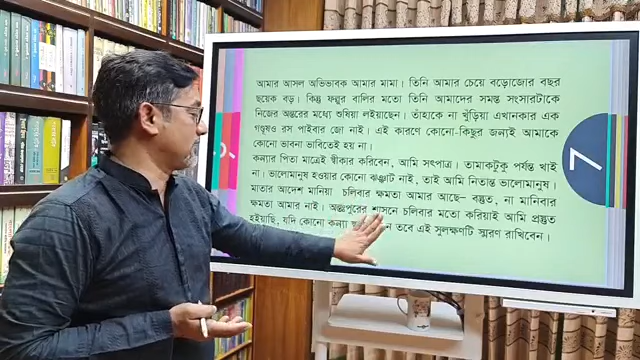 আমার আসল অভিভাবক আমার মামা। তিনি আমার চেয়ে বড়োজোর বছর
ছয়েক বড়। কিন্তু ফল্গুর বালির মতো তিনি আমাদের সমস্ত সংসারটাকে
নিজের অন্তরের মধ্যে শুষিয়া লইয়াছেন। তাঁহাকে না খুঁড়িয়া এখানকার এক
গণ্ডূষও রস পাইবার জো নাই। এই কারণে কোনো-কিছুর জন্যই আমাকে
কোনো ভাবনা ভাবিতেই হয় না।
কন্যার পিতা মাত্রেই স্বীকার করিবেন, আমি সৎপাত্র। তামাকটুকু পর্যন্ত খাই
না। ভালোমানুষ হওয়ার কোনো ঝঞ্ঝাট নাই, তাই আমি নিতান্ত ভালোমানুষ।
মাতার আদেশ মানিয়া চলিবার ক্ষমতা আমার আছে- বস্তুত, না মানিবার
ক্ষমতা আমার নাই। অন্তঃপুরের শাসনে চলিবার মতো করিয়াই আমি প্রস্তুত
হইয়াছি, যদি কোনো কন্যা তবে এই সুলক্ষণটি স্মরণ রাখিবেন।
7